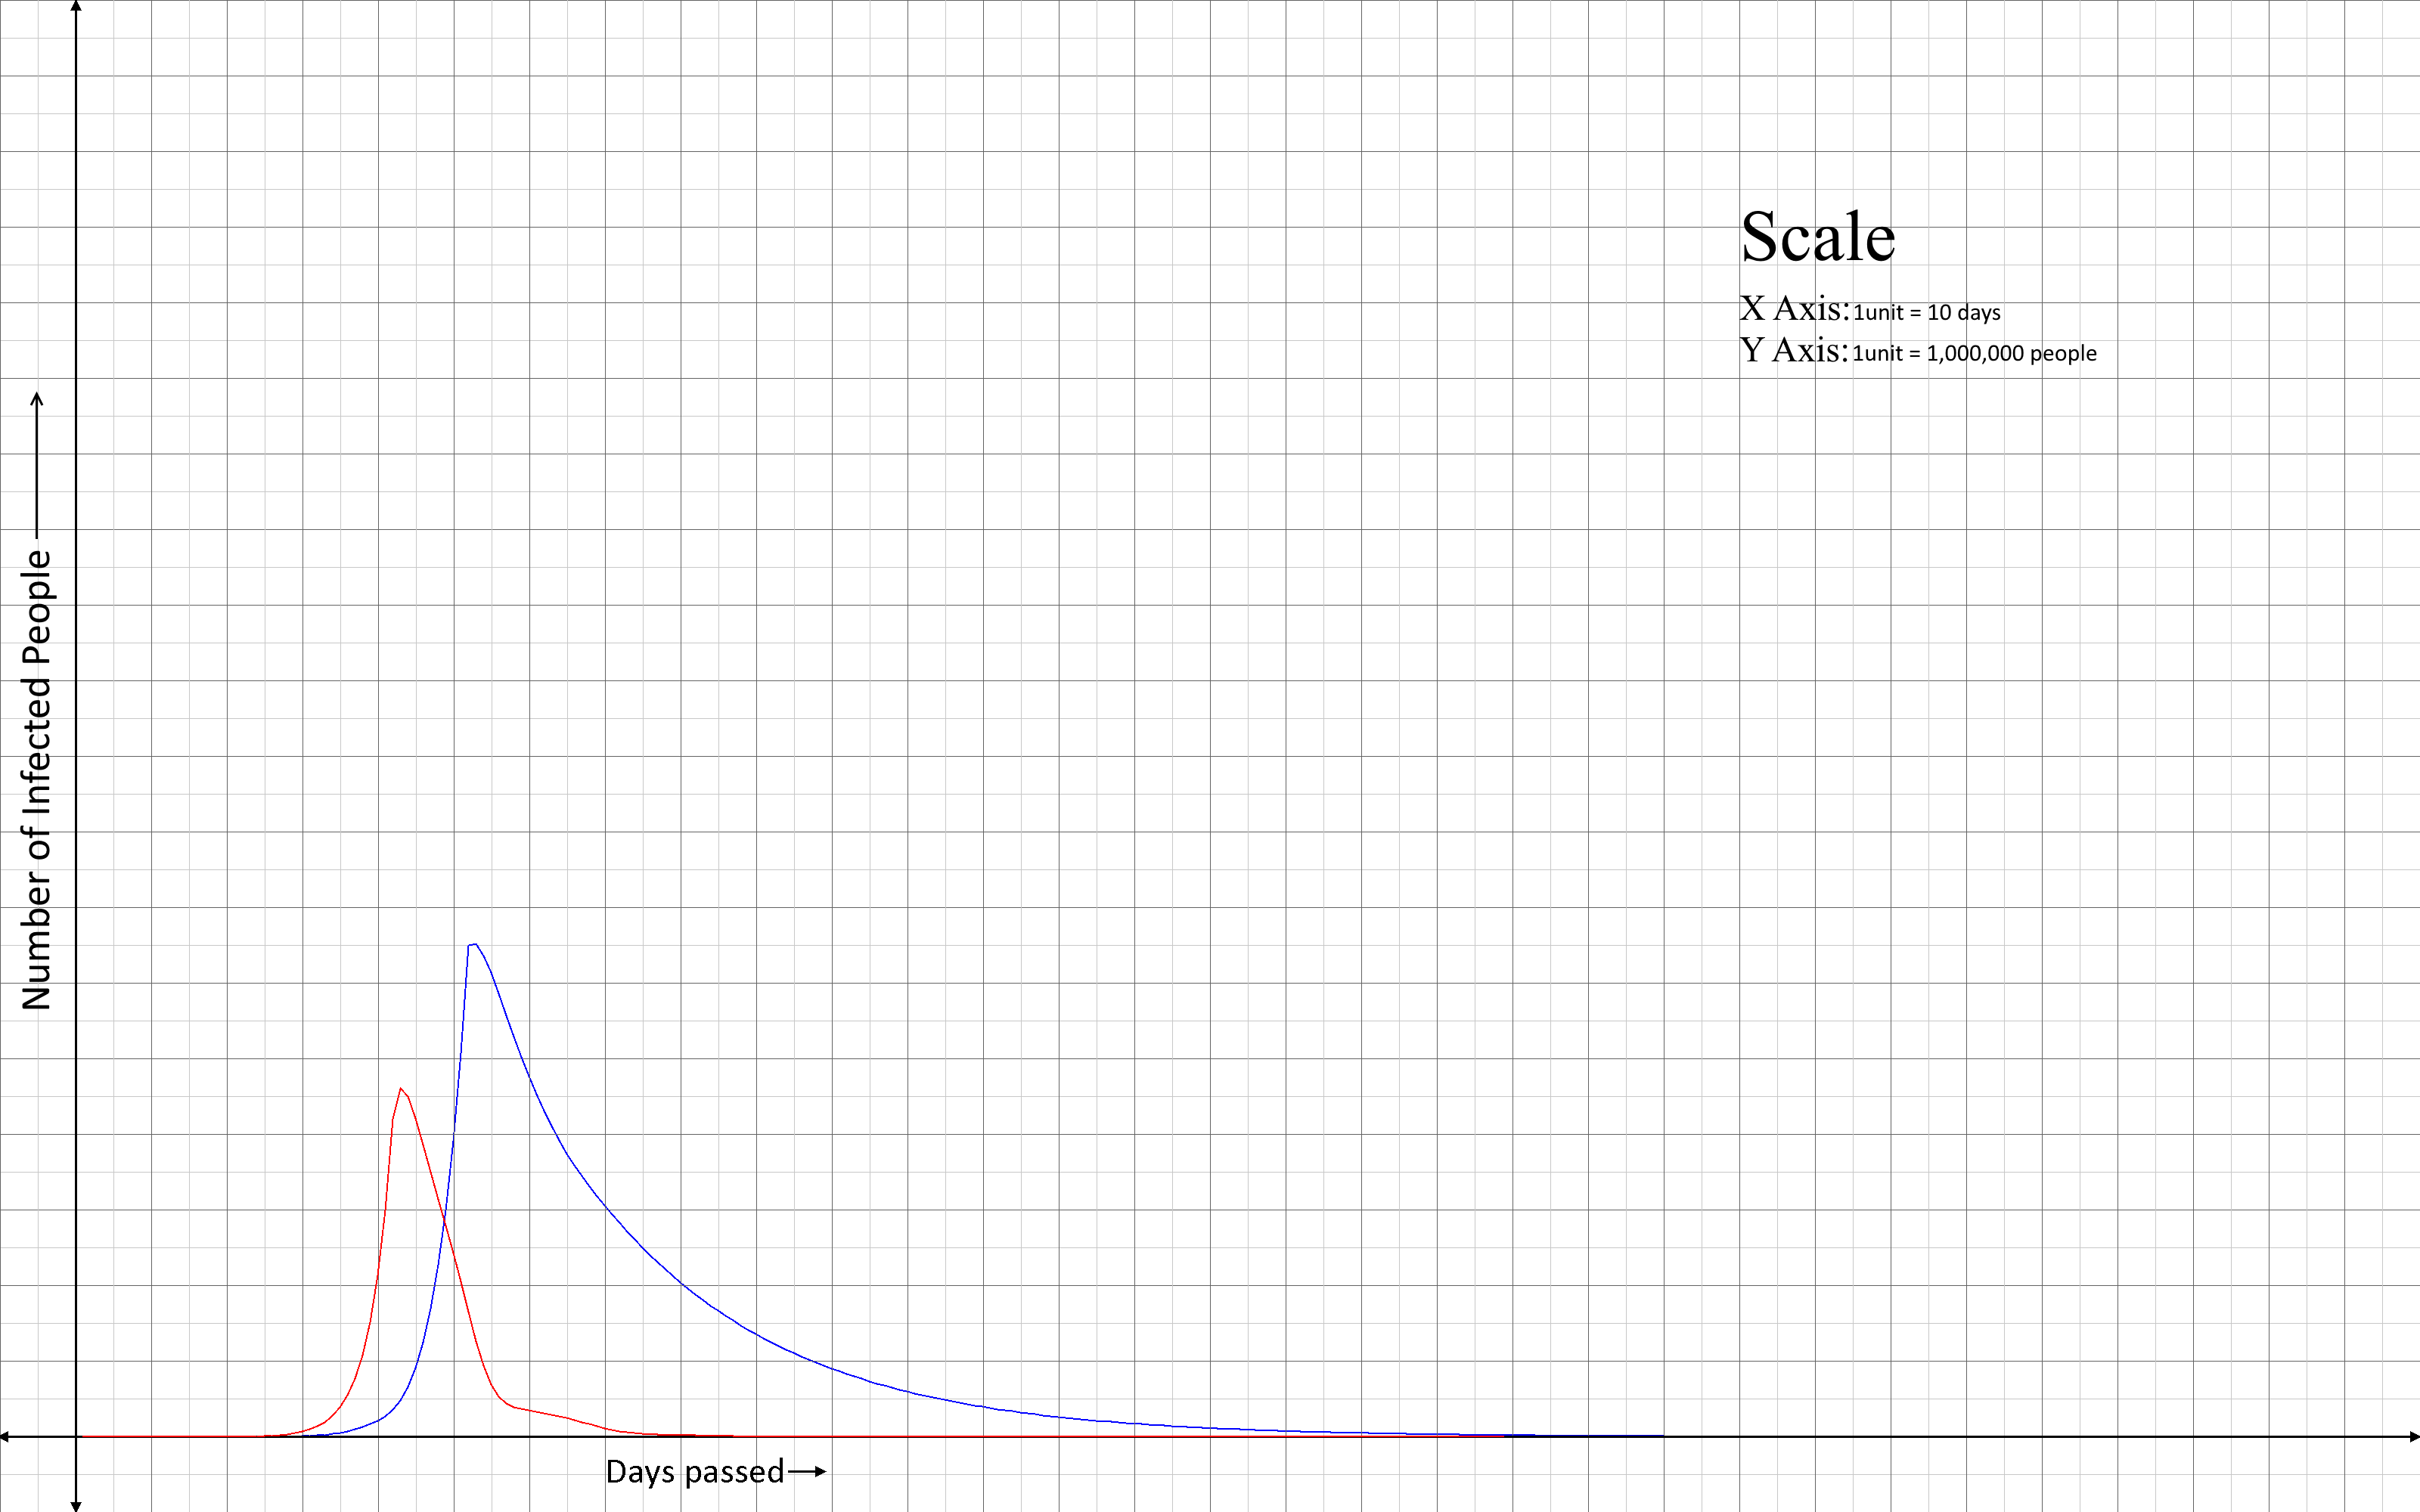 Scale
X Axis:1unit = 10 days
Y Axis:1unit = 1,000,000 people
Number of Infected People
Days passed